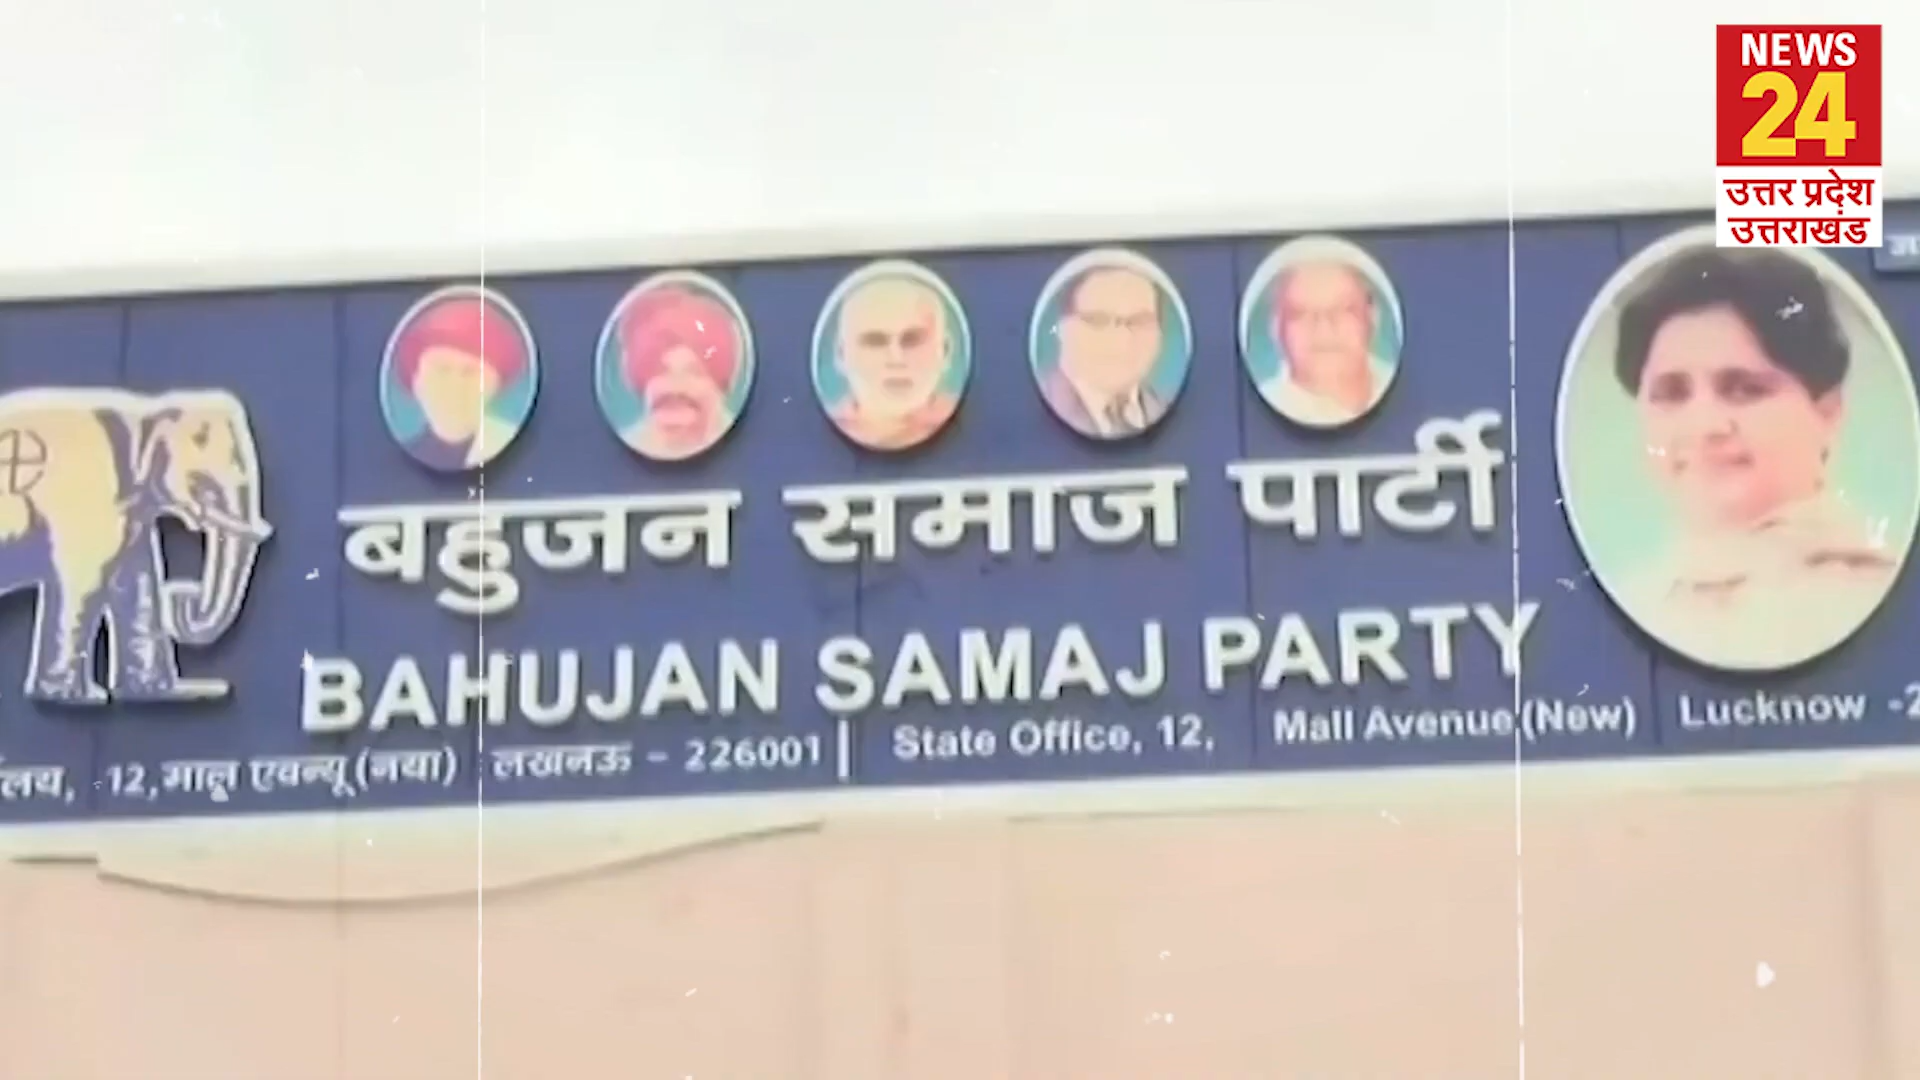 NEWS
24
उत्तर प्रदेश
उत्तराखंड
बहुजन समाज पार्टी
BAHUJAN SAMAJ PARTY
12,माल एवन्यू (नया) लखनऊ - 226001 | State Office, 12, Mall Avenue (New) Lucknow -2